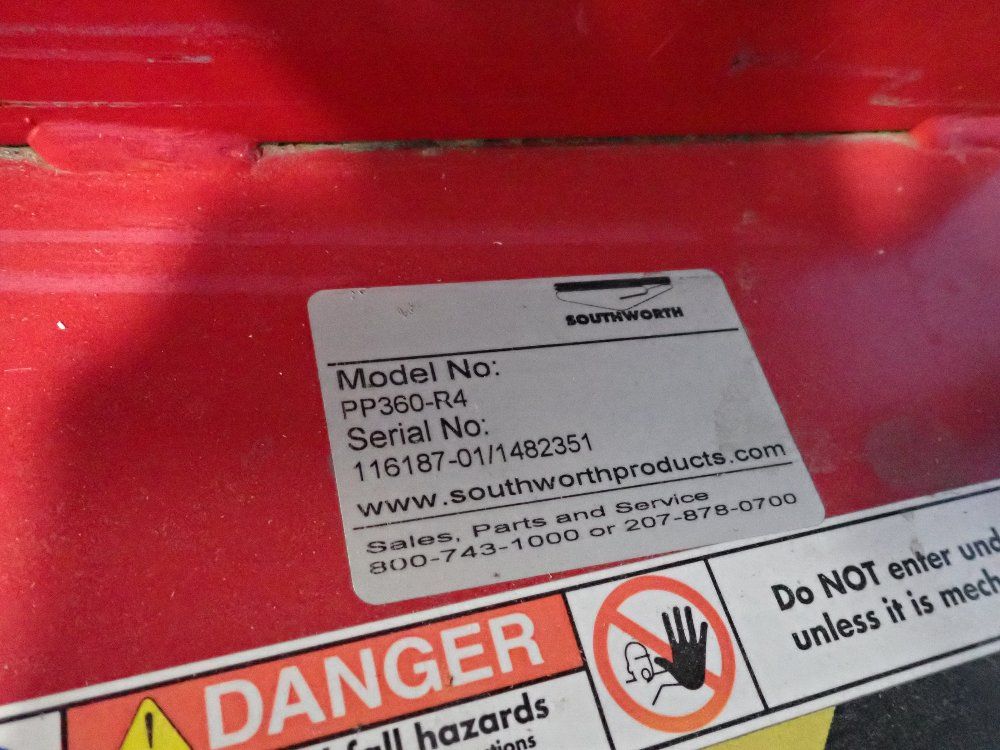 SOUTHWORTH
Model No:
PP360-R4
Serial No:
116187-01/1482351
www.southworthproducts.com
Sales, Parts and Service
800-743-1000 or 207-878-0700
DANGER
fall hazards
Do NOT enter
unless it is